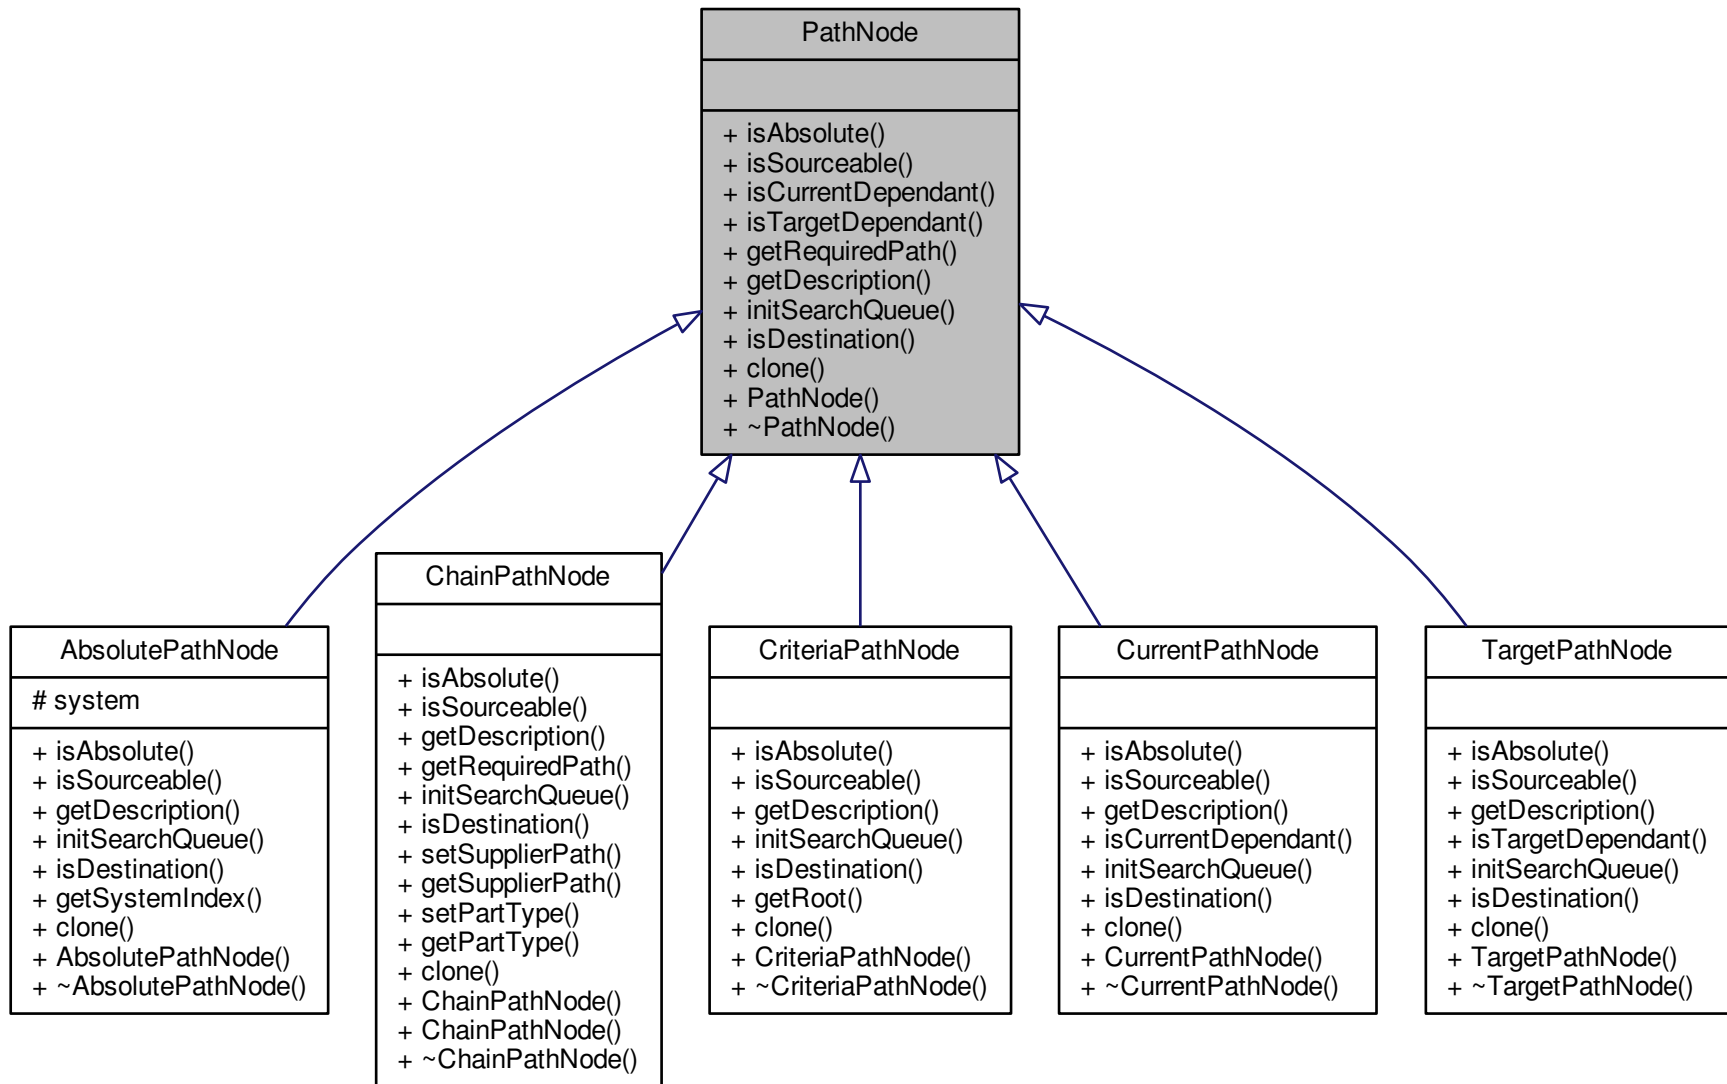 PathNode
+ isAbsolute()
+ isSourceable()
+ isCurrentDependant()
+ isTargetDependant()
+ getRequiredPath()
+ getDescription()
+ initSearchQueue()
+ isDestination()
+ clone()
+ PathNode()
+ ~PathNode()
AbsolutePathNode
# system
+ isAbsolute()
+ isSourceable()
+ getDescription()
+ initSearchQueue()
+ isDestination()
+ getSystemIndex()
+ clone()
+ AbsolutePathNode()
+ ~AbsolutePathNode()
ChainPathNode
+ isAbsolute()
+ isSourceable()
+ getDescription()
+ getRequiredPath()
+ initSearchQueue()
+ isDestination()
+ setSupplierPath()
+ getSupplierPath()
+ setPartType()
+ getPartType()
+ clone()
+ ChainPathNode()
+ ChainPathNode()
+ ~ChainPathNode()
CriteriaPathNode
+ isAbsolute()
+ isSourceable()
+ getDescription()
+ initSearchQueue()
+ isDestination()
+ getRoot()
+ clone()
+ CriteriaPathNode()
+ ~CriteriaPathNode()
CurrentPathNode
+ isAbsolute()
+ isSourceable()
+ getDescription()
+ isCurrentDependant()
+ initSearchQueue()
+ isDestination()
+ clone()
+ CurrentPathNode()
+ ~CurrentPathNode()
TargetPathNode
+ isAbsolute()
+ isSourceable()
+ getDescription()
+ isTargetDependant()
+ initSearchQueue()
+ isDestination()
+ clone()
+ TargetPathNode()
+ ~TargetPathNode()